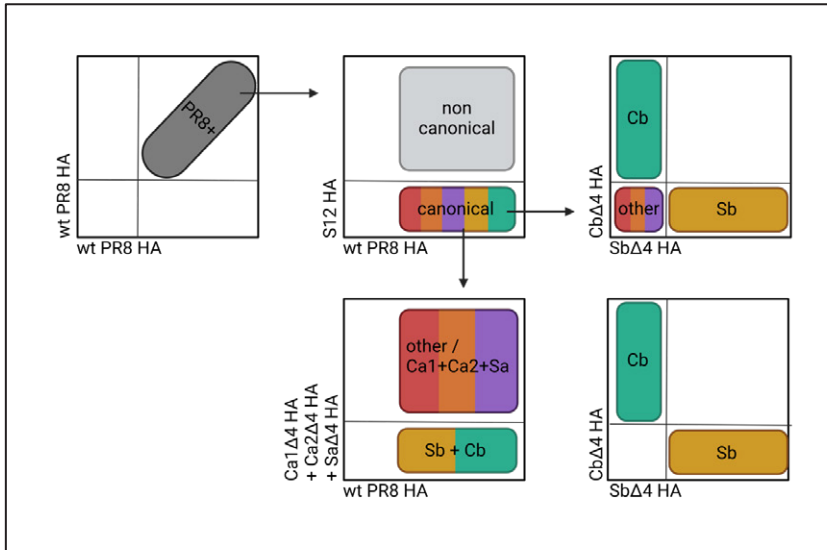 wt PR8 HA
PR8+
wt PR8 HA
S12 HA
non
canonical
canonical
wt PR8 HA
CbΔ4 HA
Cb
other
Sb
SbΔ4 HA
Ca1Δ4 HA
+ Ca2Δ4 HA
+ SaΔ4 HA
other /
Ca1+Ca2+Sa
Sb + Cb
wt PR8 HA
CbΔ4 HA
Cb
Sb
SbΔ4 HA